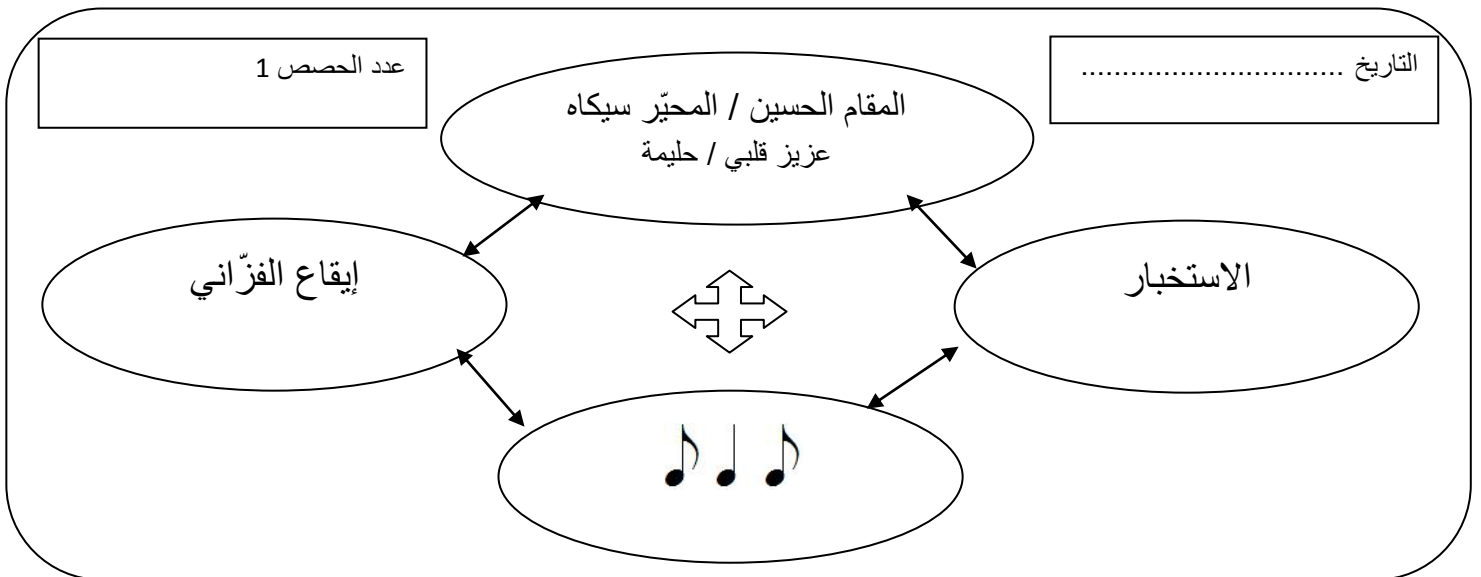 التاريخ ................................
عدد الحصص 1
المقام الحسين / المحيّر سيكاه
عزيز قلبي / حليمة
الاستخبار
إيقاع الفزّاني